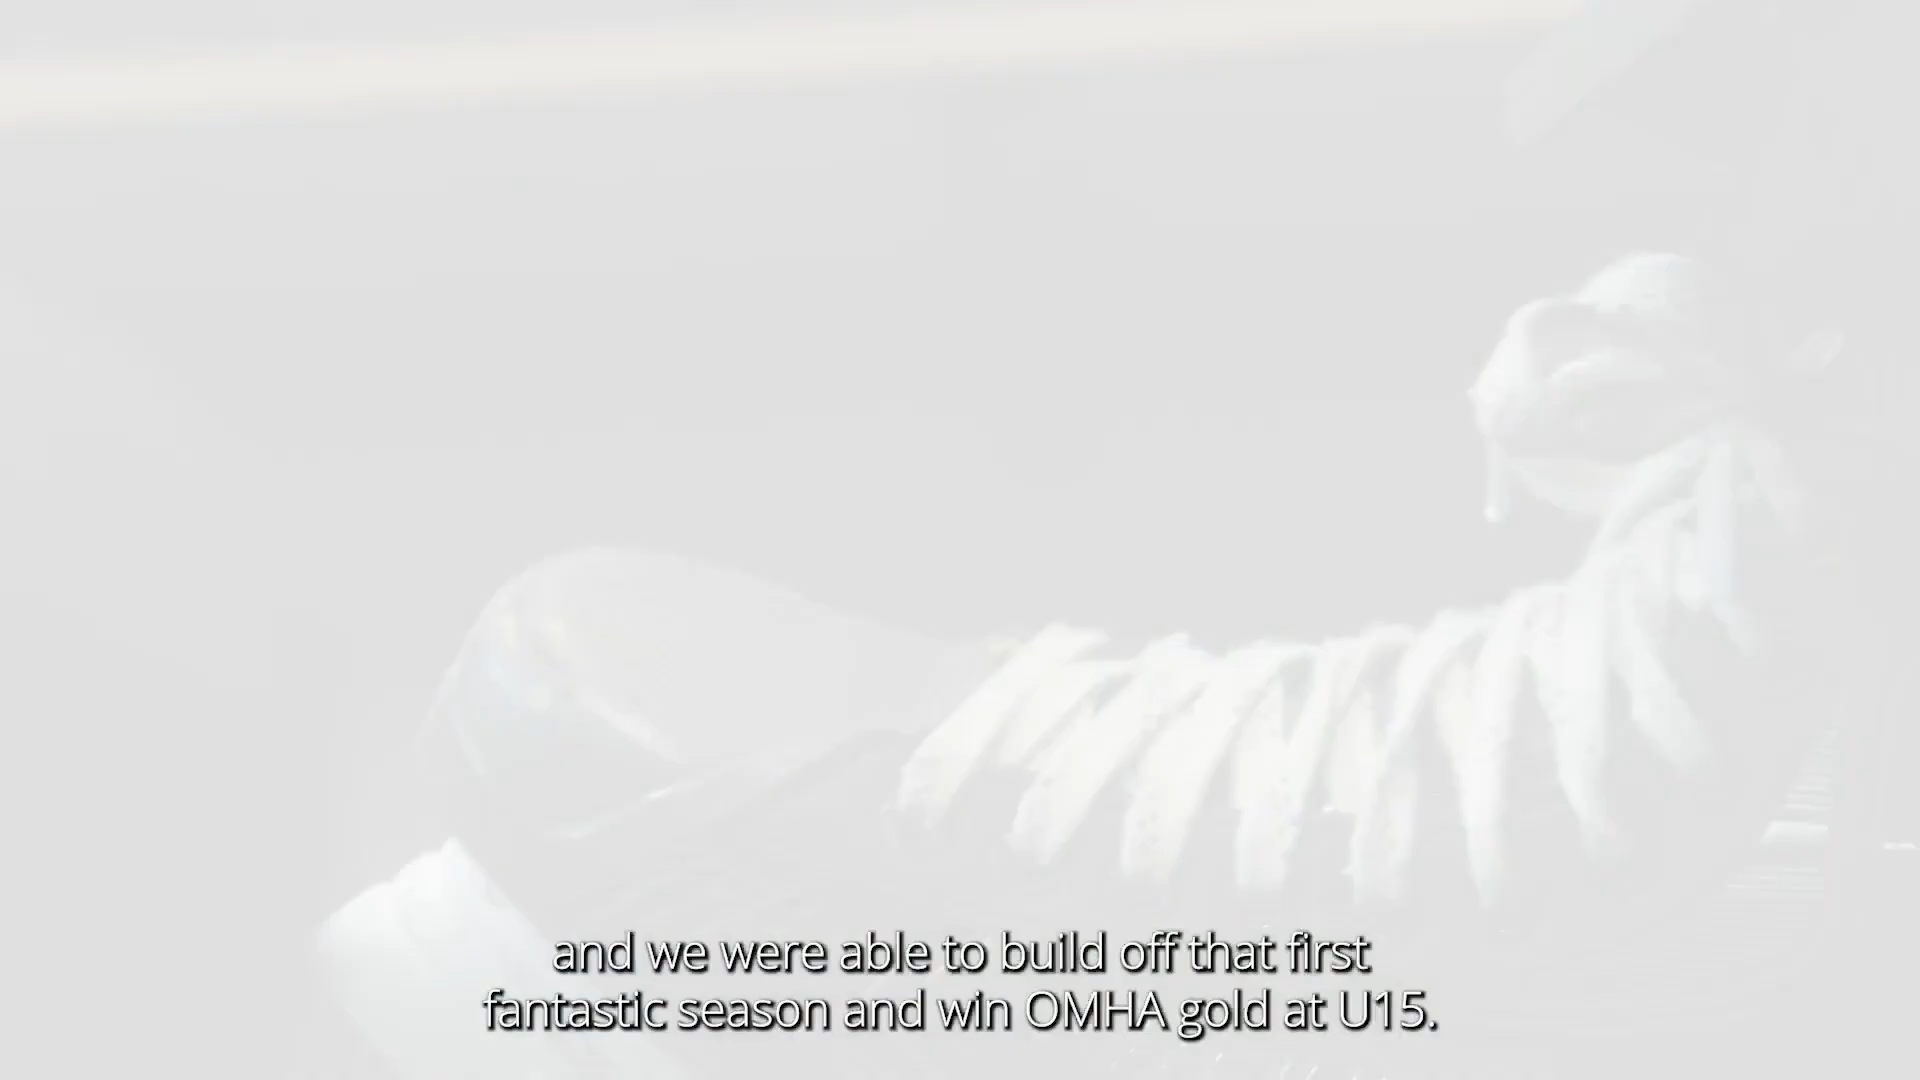 and we were able to build off that first
fantastic season and win OMHA gold at U15.